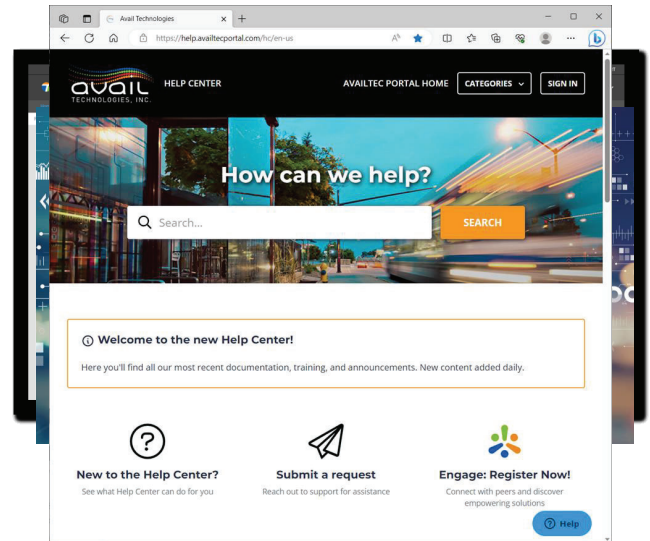 Avail Technologies
https://help.availtecportal.com/hc/en-us
avail
TECHNOLOGIES, INC.
HELP CENTER
AVAILTEC PORTAL HOME
CATEGORIES
SIGN IN
How can we help?
Search...
SEARCH
Welcome to the new Help Center!
Here you'll find all our most recent documentation, training, and announcements. New content added daily.
New to the Help Center?
See what Help Center can do for you
Submit a request
Reach out to support for assistance
Engage: Register Now!
Connect with peers and discover
empowering solutions
Help